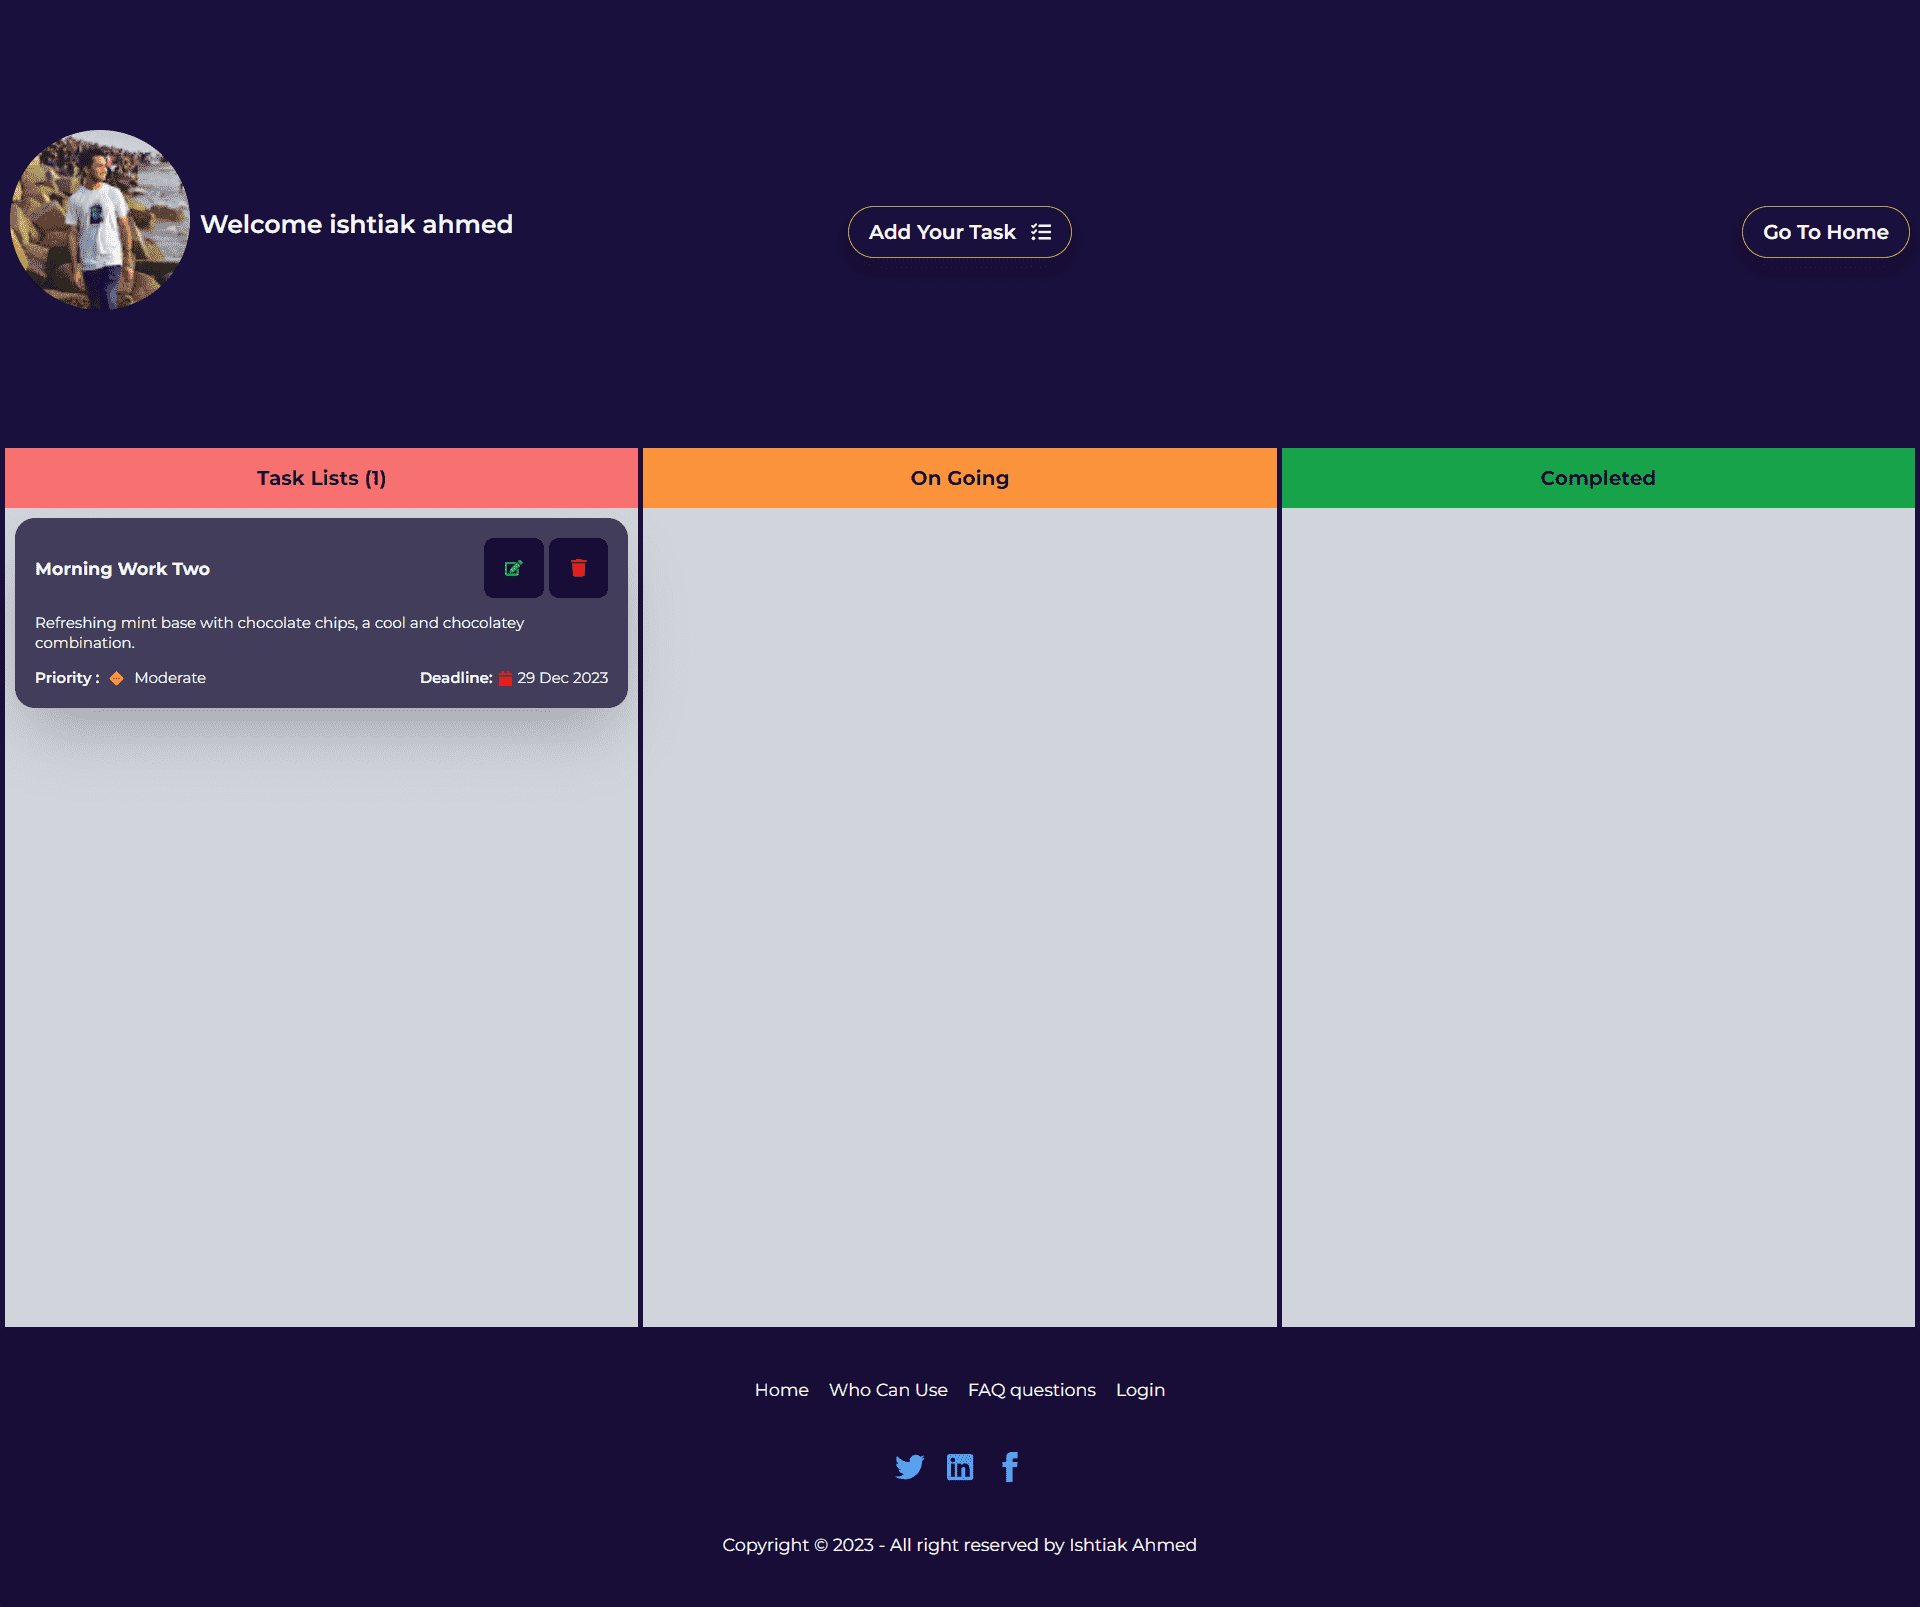 Welcome ishtiak ahmed
Add Your Task
Go To Home
Task Lists (1)
On Going
Completed
Morning Work Two
Refreshing mint base with chocolate chips, a cool and chocolatey
combination.
Priority : Moderate
Deadline: 29 Dec 2023
Home Who Can Use FAQ questions Login
Copyright © 2023 - All right reserved by Ishtiak Ahmed